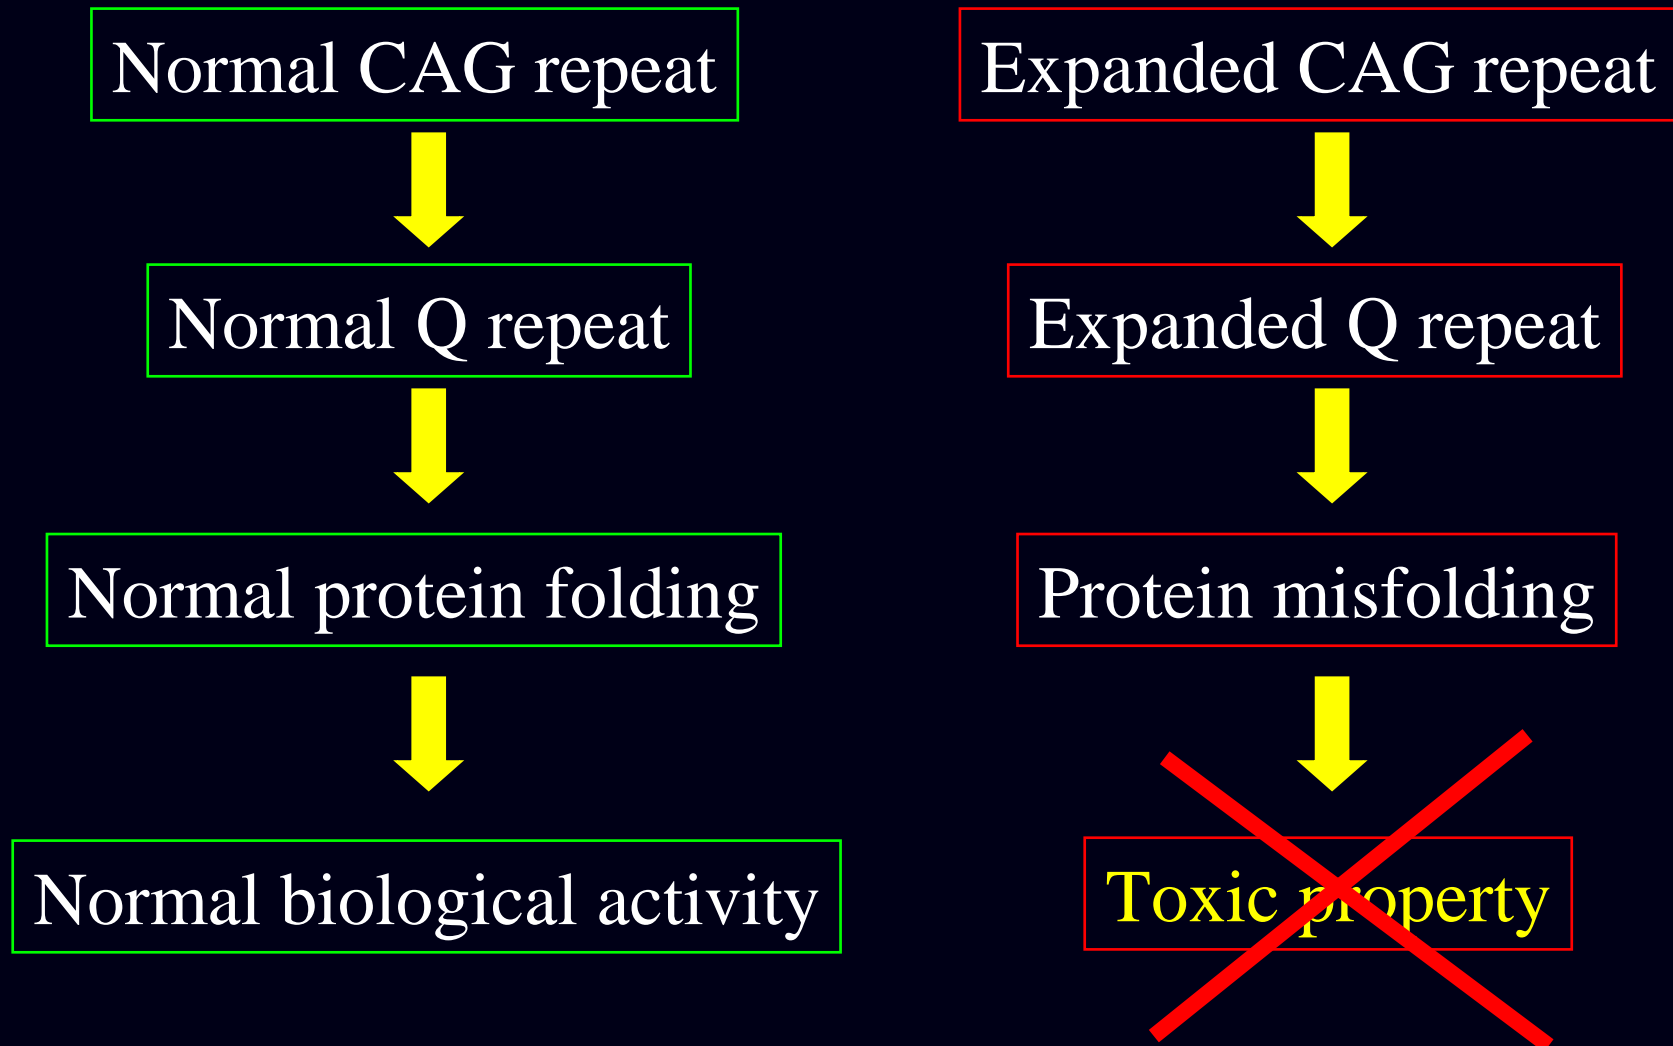 Normal CAG repeat
Expanded CAG repeat
Normal Q repeat
Expanded Q repeat
Normal protein folding
Protein misfolding
Normal biological activity
Toxic property